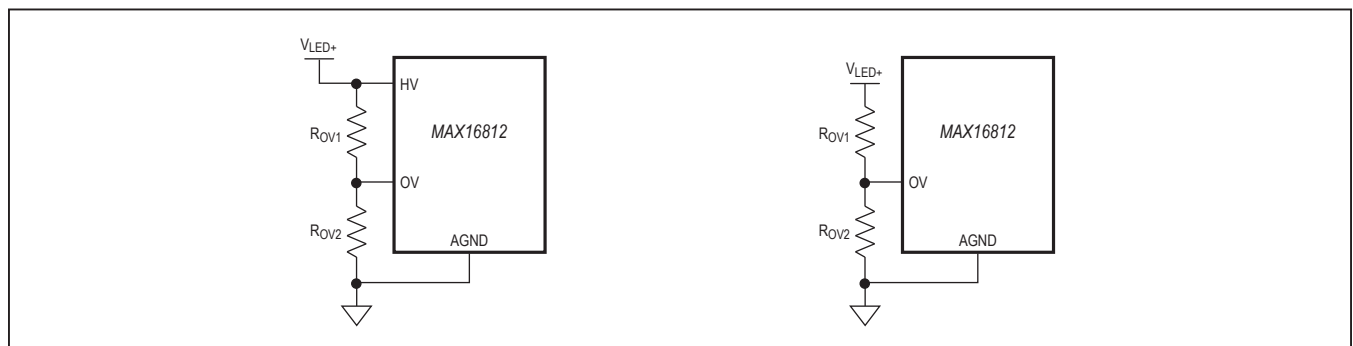 VLED+
HV
ROV1
MAX16812
OV
ROV2
AGND
VLED+
ROV1
MAX16812
OV
ROV2
AGND